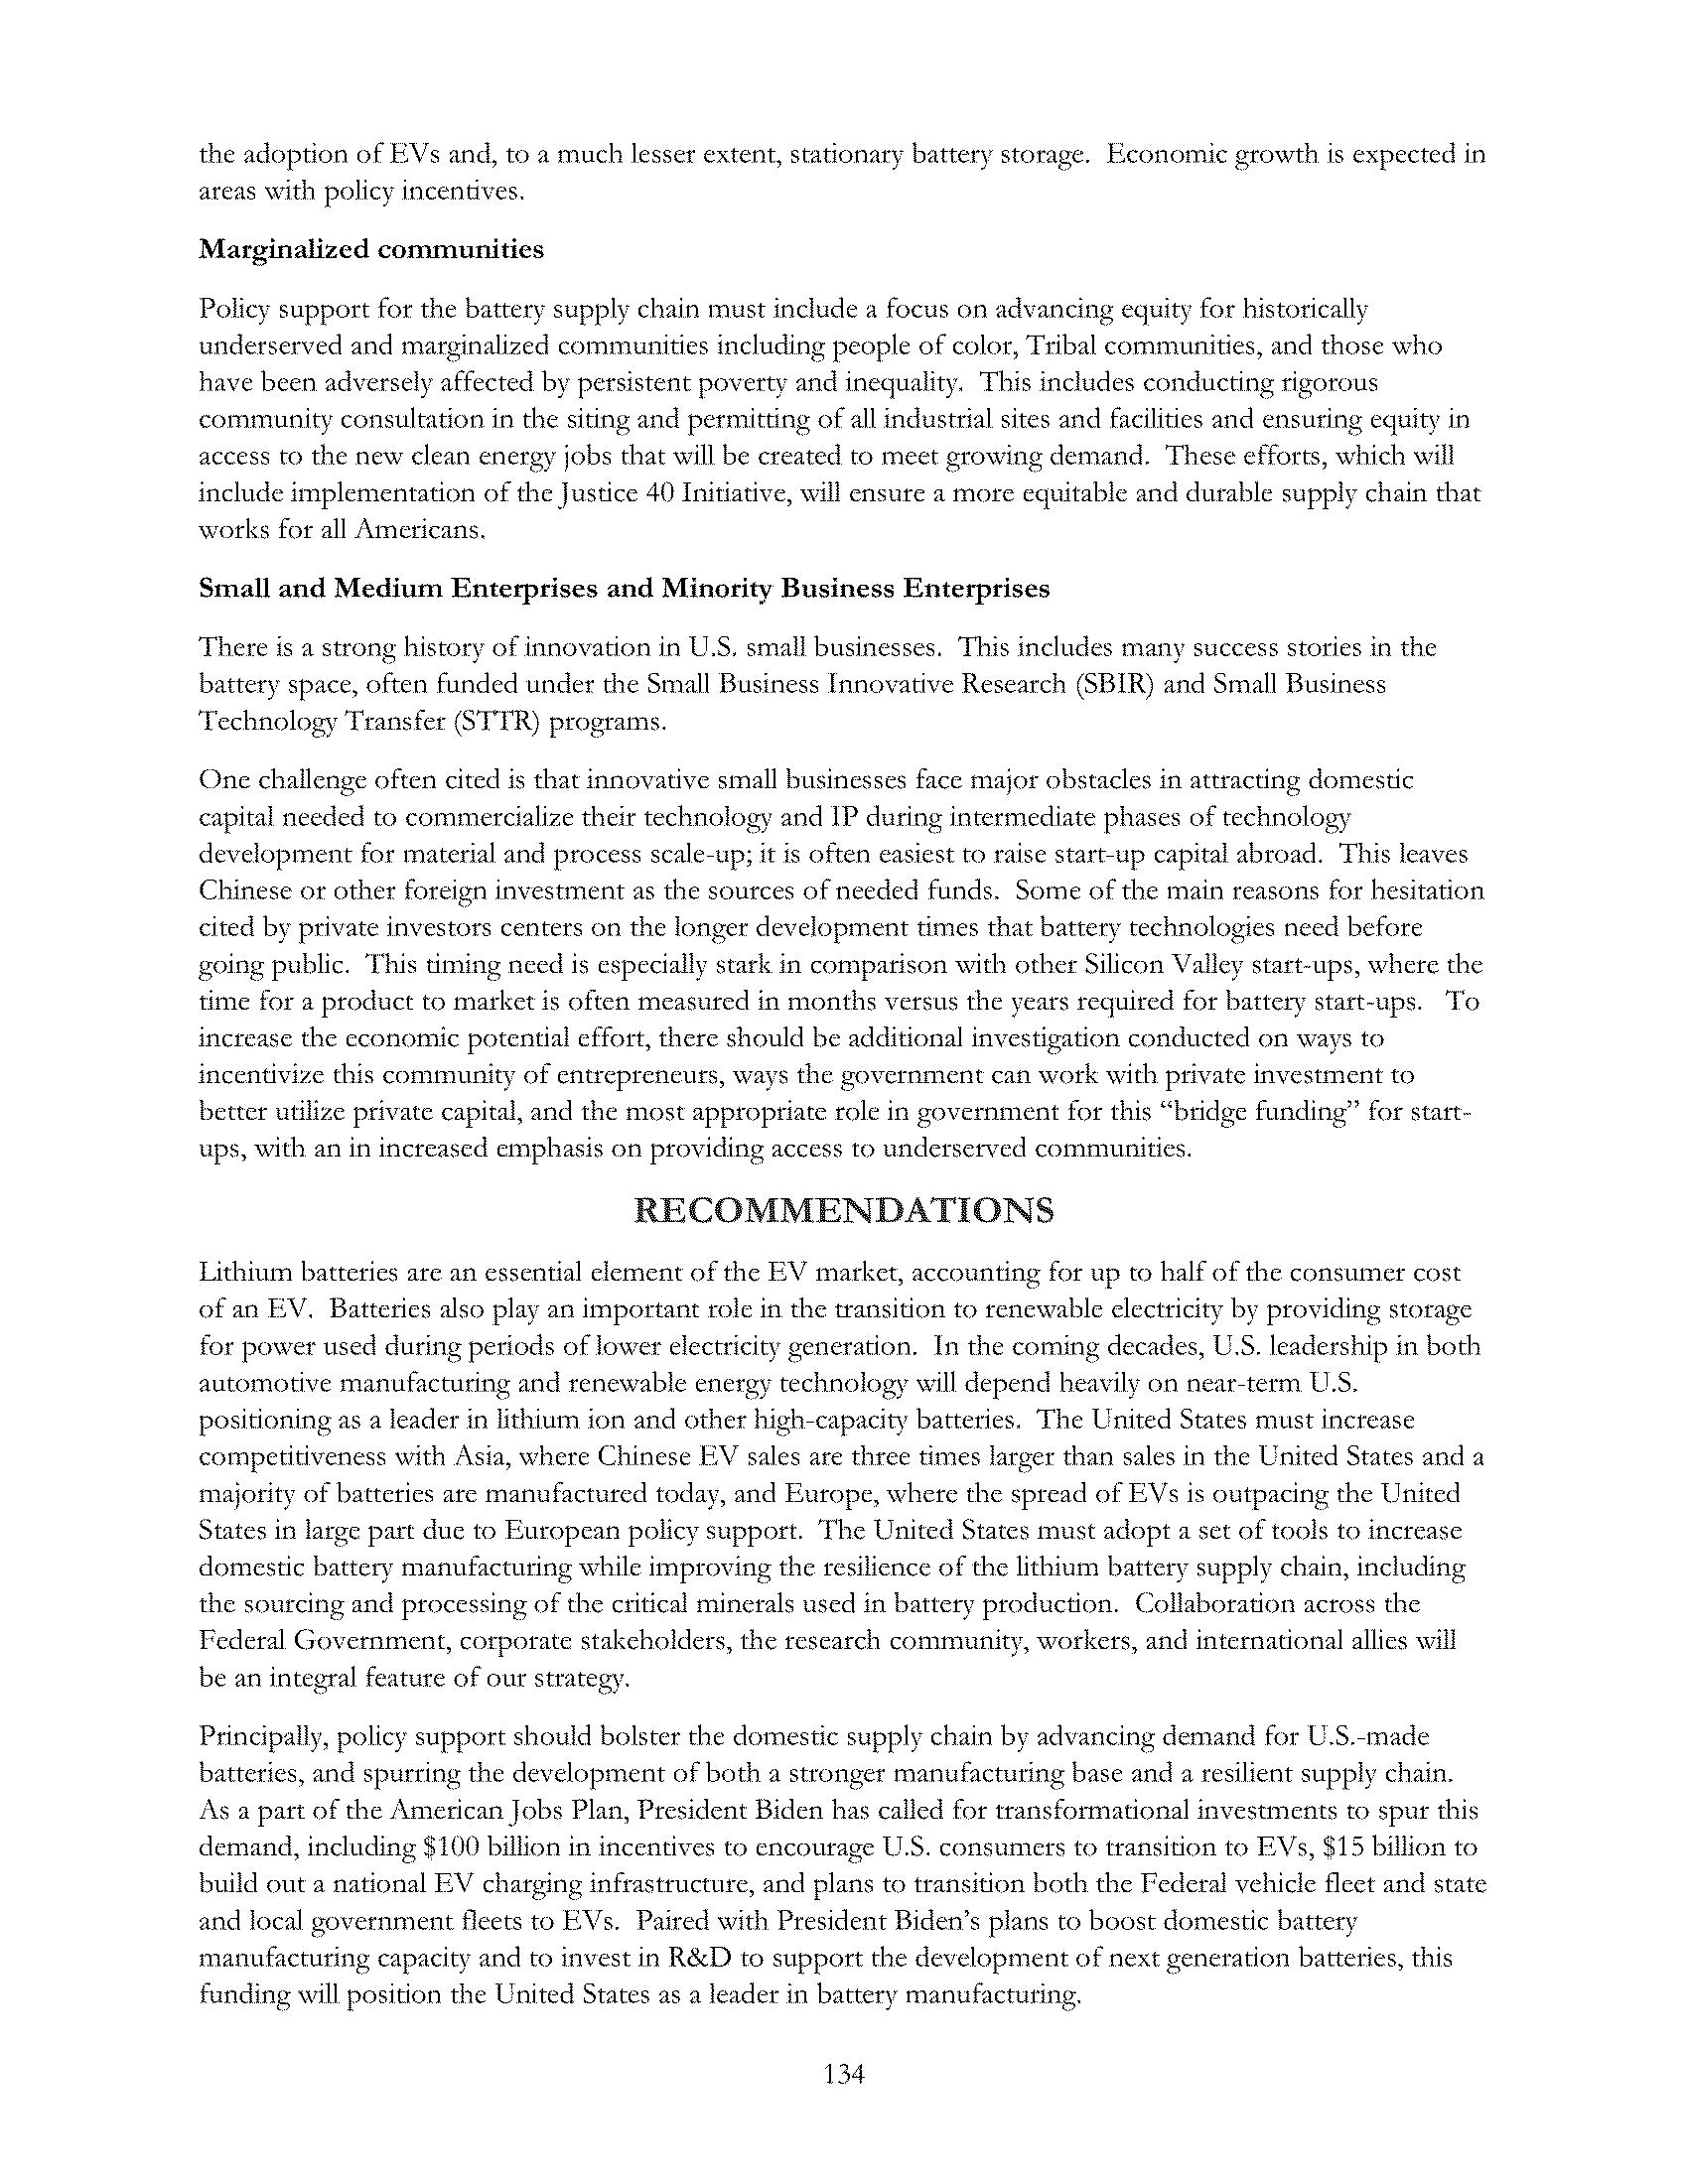 the adoption of EVs and, to a much lesser extent, stationary battery storage.  Economic growth is expected in
areas with policy incentives.
Marginalized communities
Policy support for the battery supply chain must include a focus on advancing equity for historically
underserved and marginalized communities including people of color, Tribal communities, and those who
have been adversely affected by persistent poverty and inequality.  This includes conducting rigorous
community consultation in the siting and permitting of all industrial sites and facilities and ensuring equity in
access to the new clean energy jobs that will be created to meet growing demand.  These efforts, which will
include implementation of the Justice 40 Initiative, will ensure a more equitable and durable supply chain that
works for all Americans.
Small and Medium Enterprises and Minority Business Enterprises
There is a strong history of innovation in U.S. small businesses.  This includes many success stories in the
battery space, often funded under the Small Business Innovative Research (SBIR) and Small Business
Technology Transfer (STTR) programs.
One challenge often cited is that innovative small businesses face major obstacles in attracting domestic
capital needed to commercialize their technology and IP during intermediate phases of technology
development for material and process scale-up; it is often easiest to raise start-up capital abroad.  This leaves
Chinese or other foreign investment as the sources of needed funds.  Some of the main reasons for hesitation
cited by private investors centers on the longer development times that battery technologies need before
going public.  This timing need is especially stark in comparison with other Silicon Valley start-ups, where the
time for a product to market is often measured in months versus the years required for battery start-ups.   To
increase the economic potential effort, there should be additional investigation conducted on ways to
incentivize this community of entrepreneurs, ways the government can work with private investment to
better utilize private capital, and the most appropriate role in government for this “bridge funding” for start-
ups, with an in increased emphasis on providing access to underserved communities.
RECOMMENDATIONS
Lithium batteries are an essential element of the EV market, accounting for up to half of the consumer cost
of an EV.  Batteries also play an important role in the transition to renewable electricity by providing storage
for power used during periods of lower electricity generation.  In the coming decades, U.S. leadership in both
automotive manufacturing and renewable energy technology will depend heavily on near-term U.S.
positioning as a leader in lithium ion and other high-capacity batteries.  The United States must increase
competitiveness with Asia, where Chinese EV sales are three times larger than sales in the United States and a
majority of batteries are manufactured today, and Europe, where the spread of EVs is outpacing the United
States in large part due to European policy support.  The United States must adopt a set of tools to increase
domestic battery manufacturing while improving the resilience of the lithium battery supply chain, including
the sourcing and processing of the critical minerals used in battery production.  Collaboration across the
Federal Government, corporate stakeholders, the research community, workers, and international allies will
be an integral feature of our strategy.
Principally, policy support should bolster the domestic supply chain by advancing demand for U.S.-made
batteries, and spurring the development of both a stronger manufacturing base and a resilient supply chain.
As a part of the American Jobs Plan, President Biden has called for transformational investments to spur this
demand, including $100 billion in incentives to encourage U.S. consumers to transition to EVs, $15 billion to
build out a national EV charging infrastructure, and plans to transition both the Federal vehicle fleet and state
and local government fleets to EVs.  Paired with President Biden’s plans to boost domestic battery
manufacturing capacity and to invest in R&D to support the development of next generation batteries, this
funding will position the United States as a leader in battery manufacturing.
134